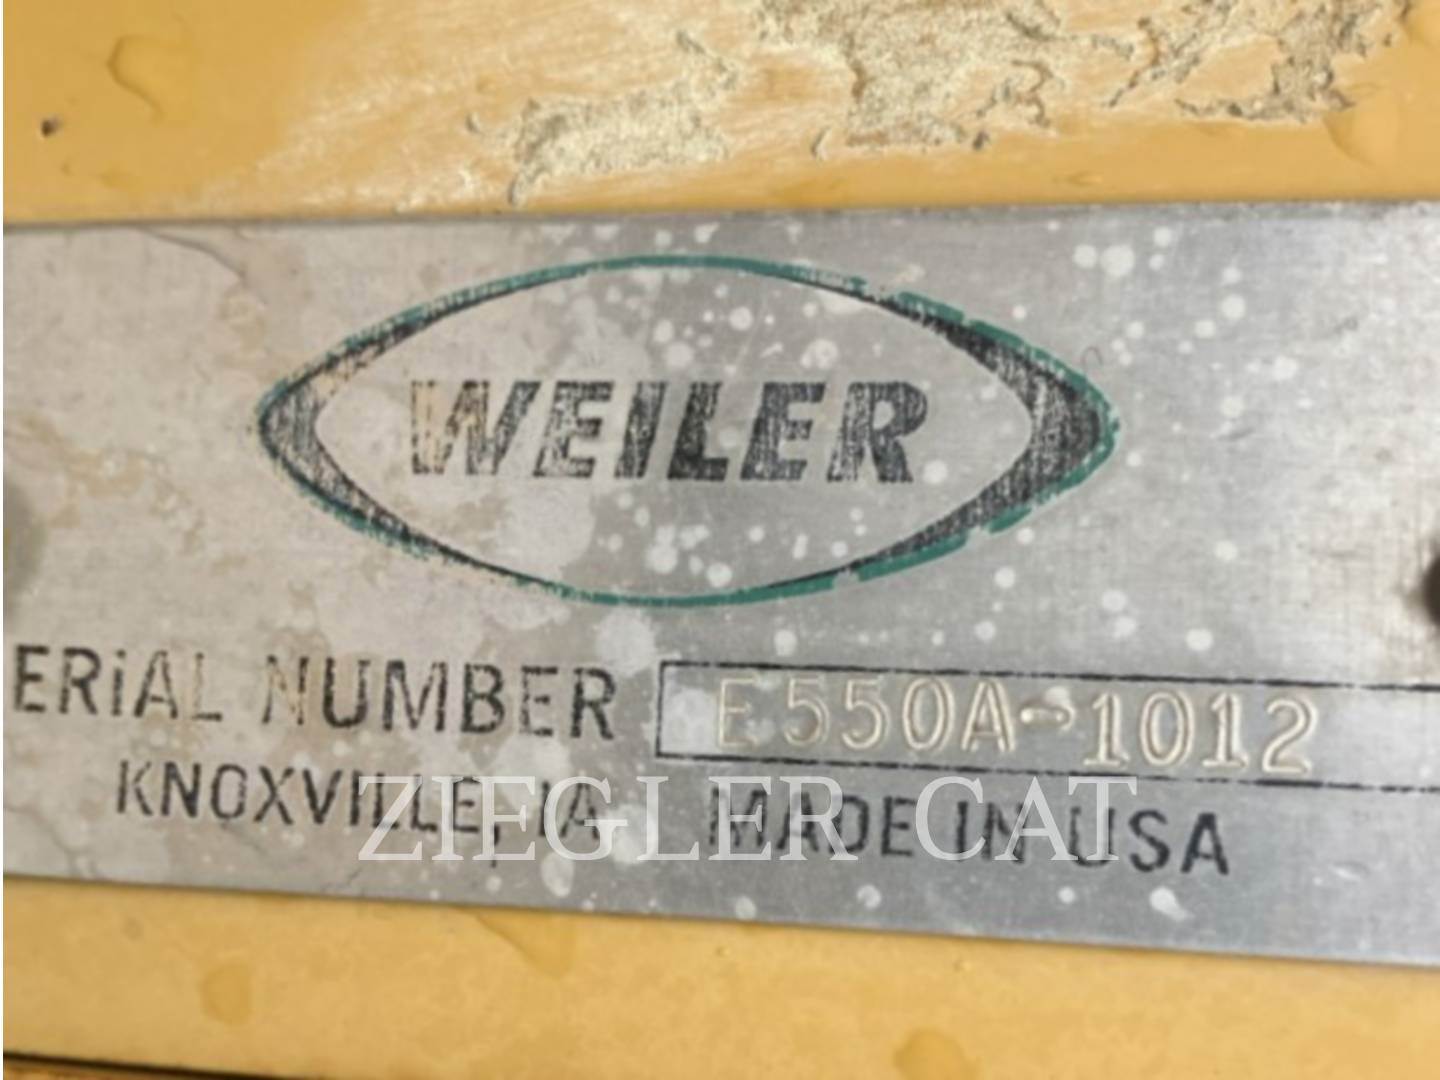 WEILER
ERiAL NUMBER E550A-1012
KNOXVILLE, IA MADE IN USA
ZIEGLER CAT